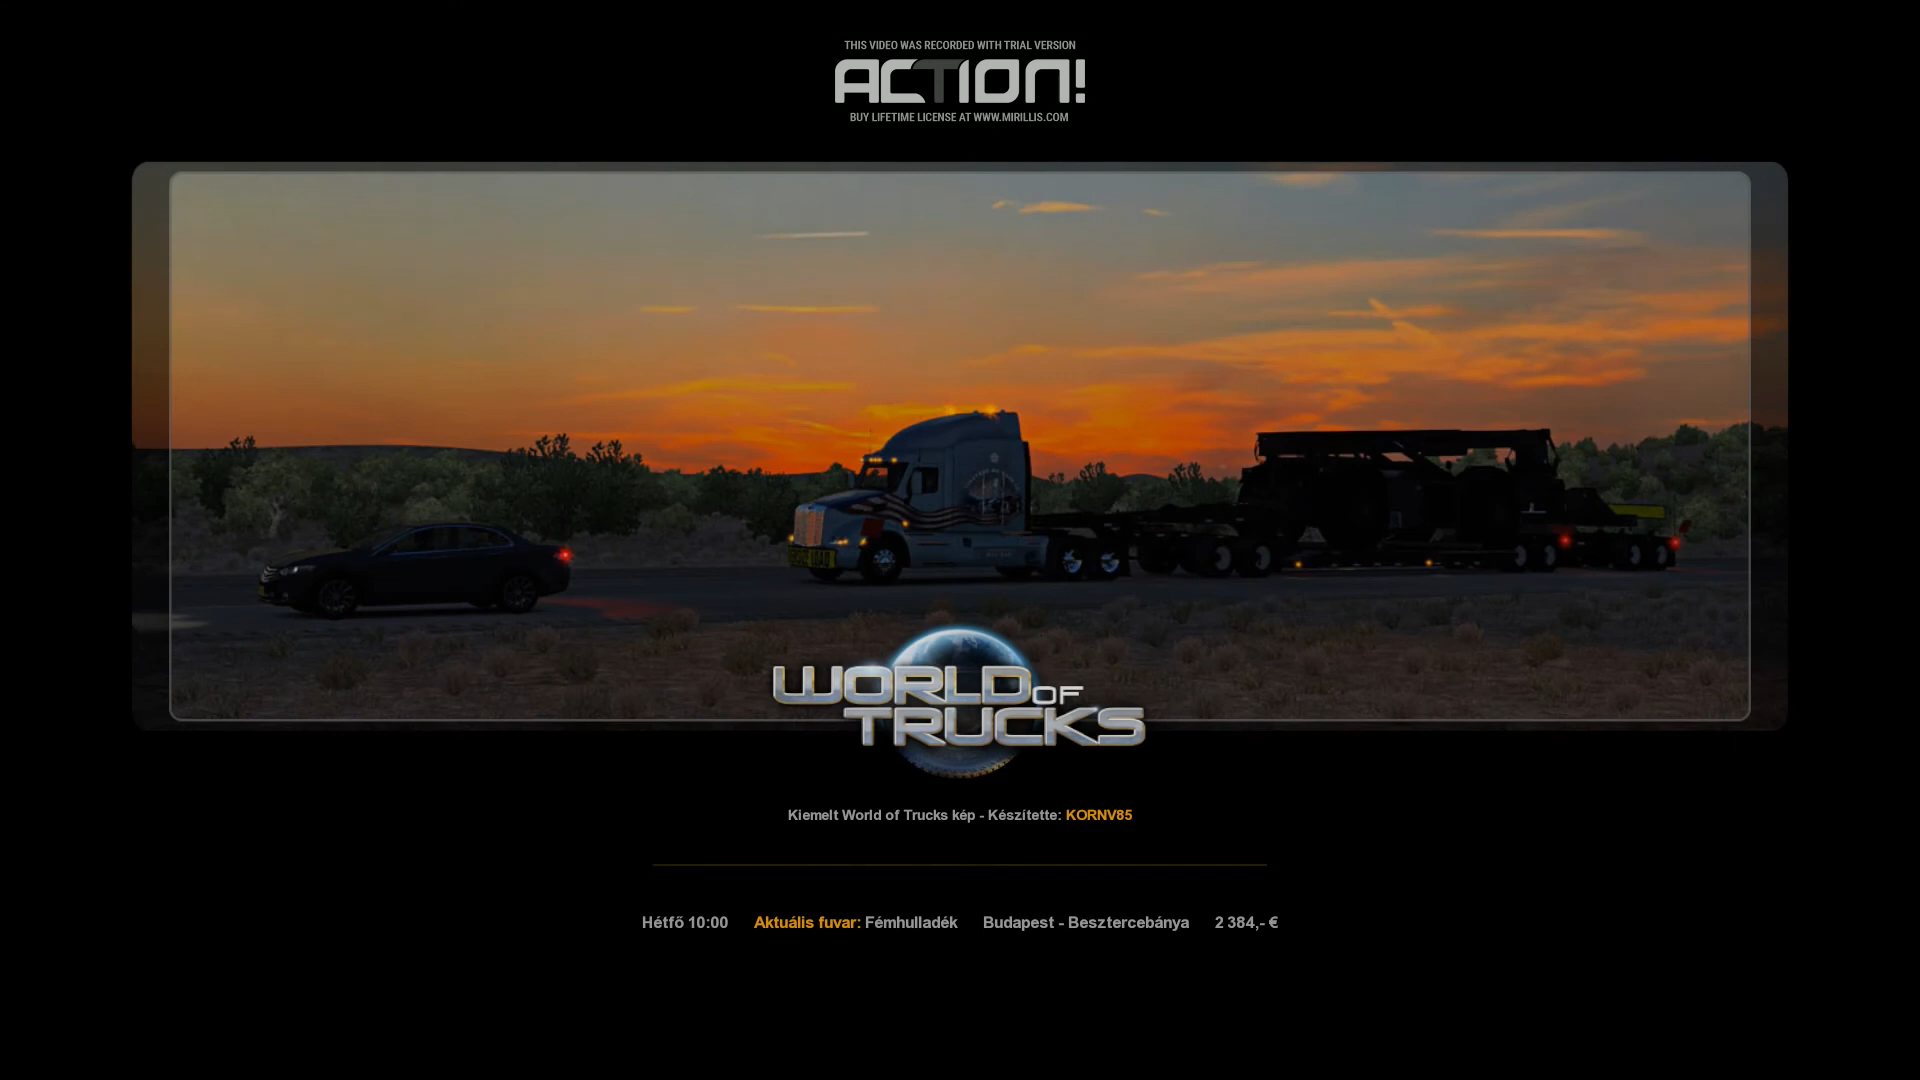 THIS VIDEO WAS RECORDED WITH TRIAL VERSION
ACTION!
BUY LIFETIME LICENSE AT WWW.MIRILLIS.COM
WORLD OF
TRUCKS
Kiemelt World of Trucks kép - Készítette: KORNV85
Hétfő 10:00 Aktuális fuvar: Fémhulladék Budapest - Besztercebánya 2 384,- €